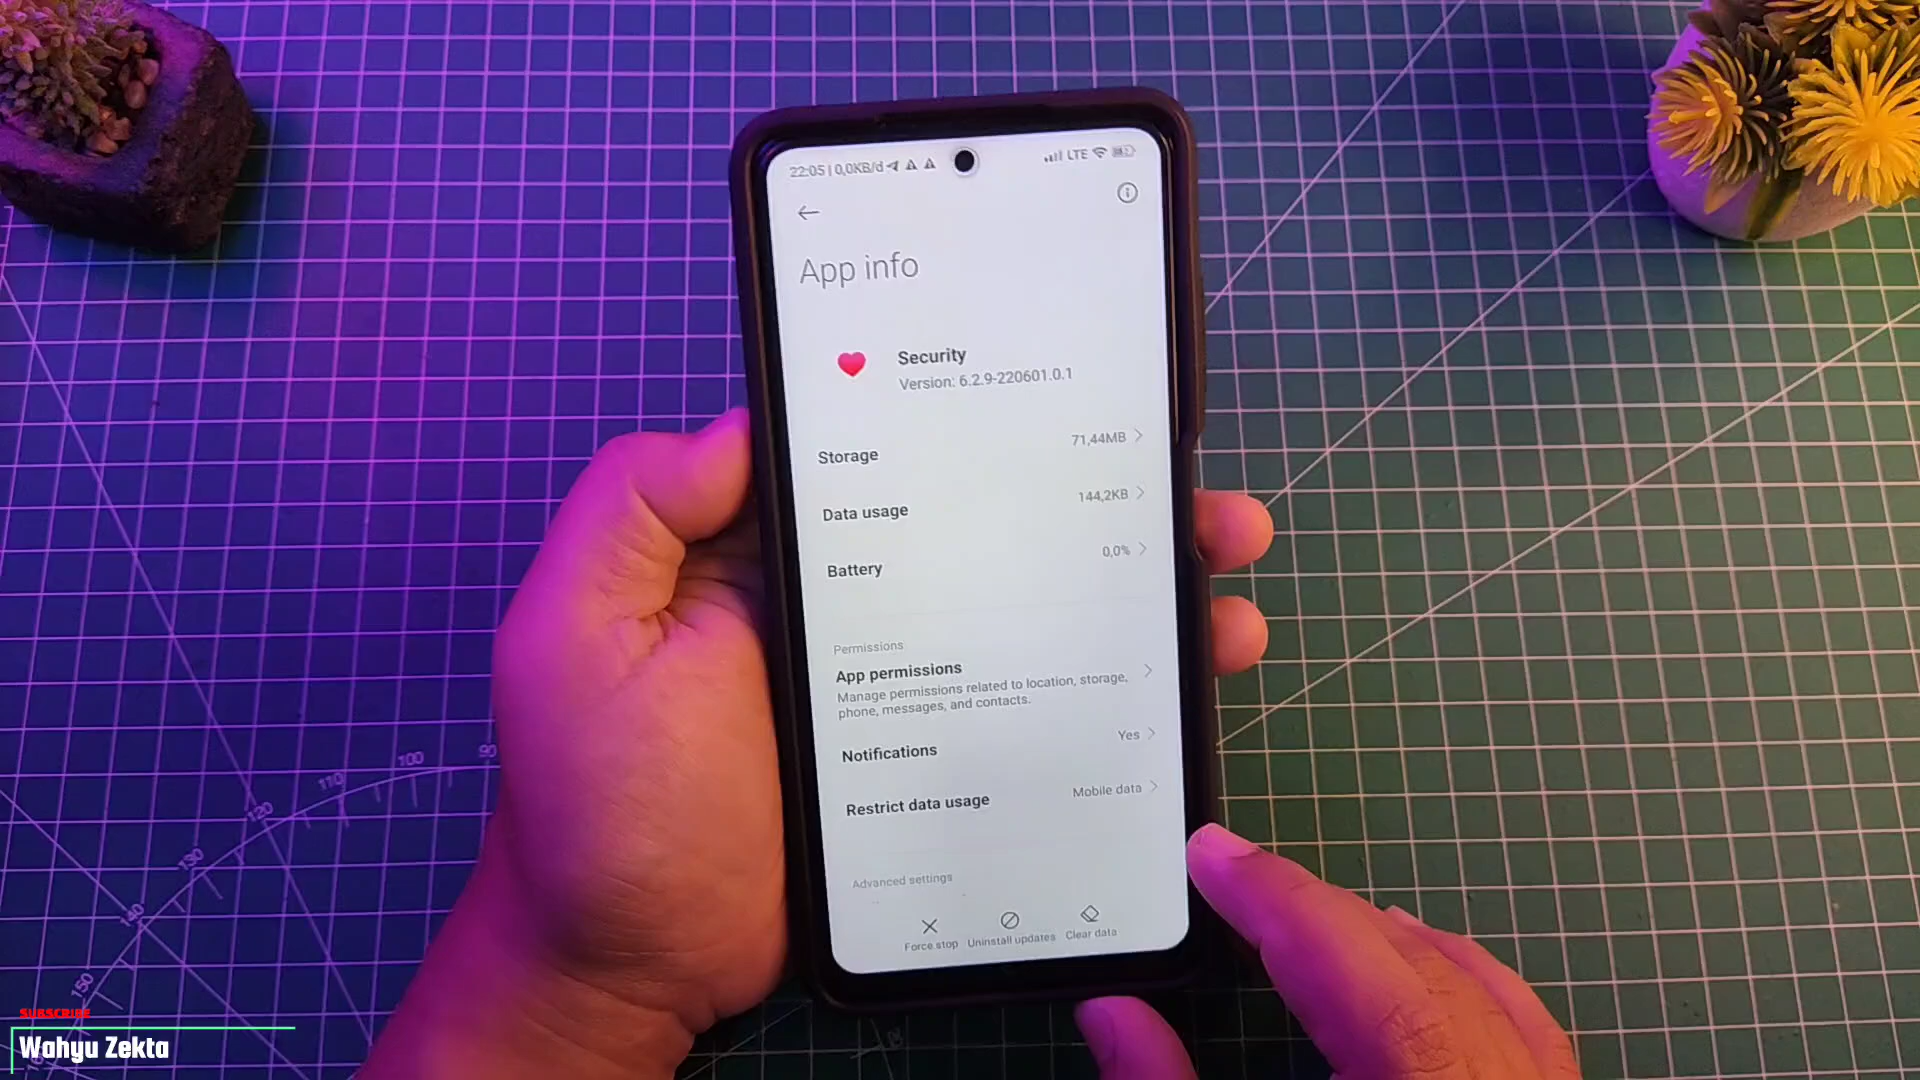 22:05 | 0,0KB/d
LTE
App info
Security
Version: 6.2.9-220601.0.1
Storage
71,44MB
Data usage
144,2KB
Battery
0,0%
Permissions
App permissions
Manage permissions related to location, storage,
phone, messages, and contacts.
Notifications
Yes
Restrict data usage
Mobile data
Advanced settings
Force stop
Uninstall updates
Clear data
90
100
110
120
130
140
150
SUBSCRIBE
Wahyu Zekta